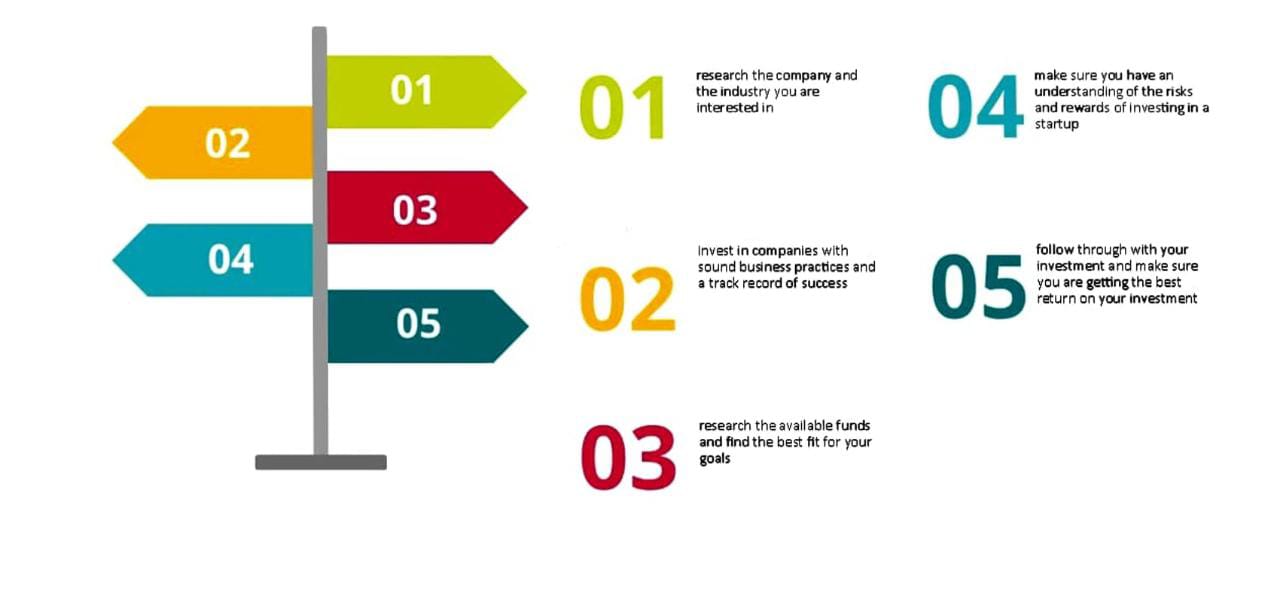 01
02
03
04
05
01
research the company and
the industry you are
interested in
02
invest in companies with
sound business practices and
a track record of success
03
research the available funds
and find the best fit for your
goals
04
make sure you have an
understanding of the risks
and rewards of investing in a
startup
05
follow through with your
investment and make sure
you are getting the best
return on your investment